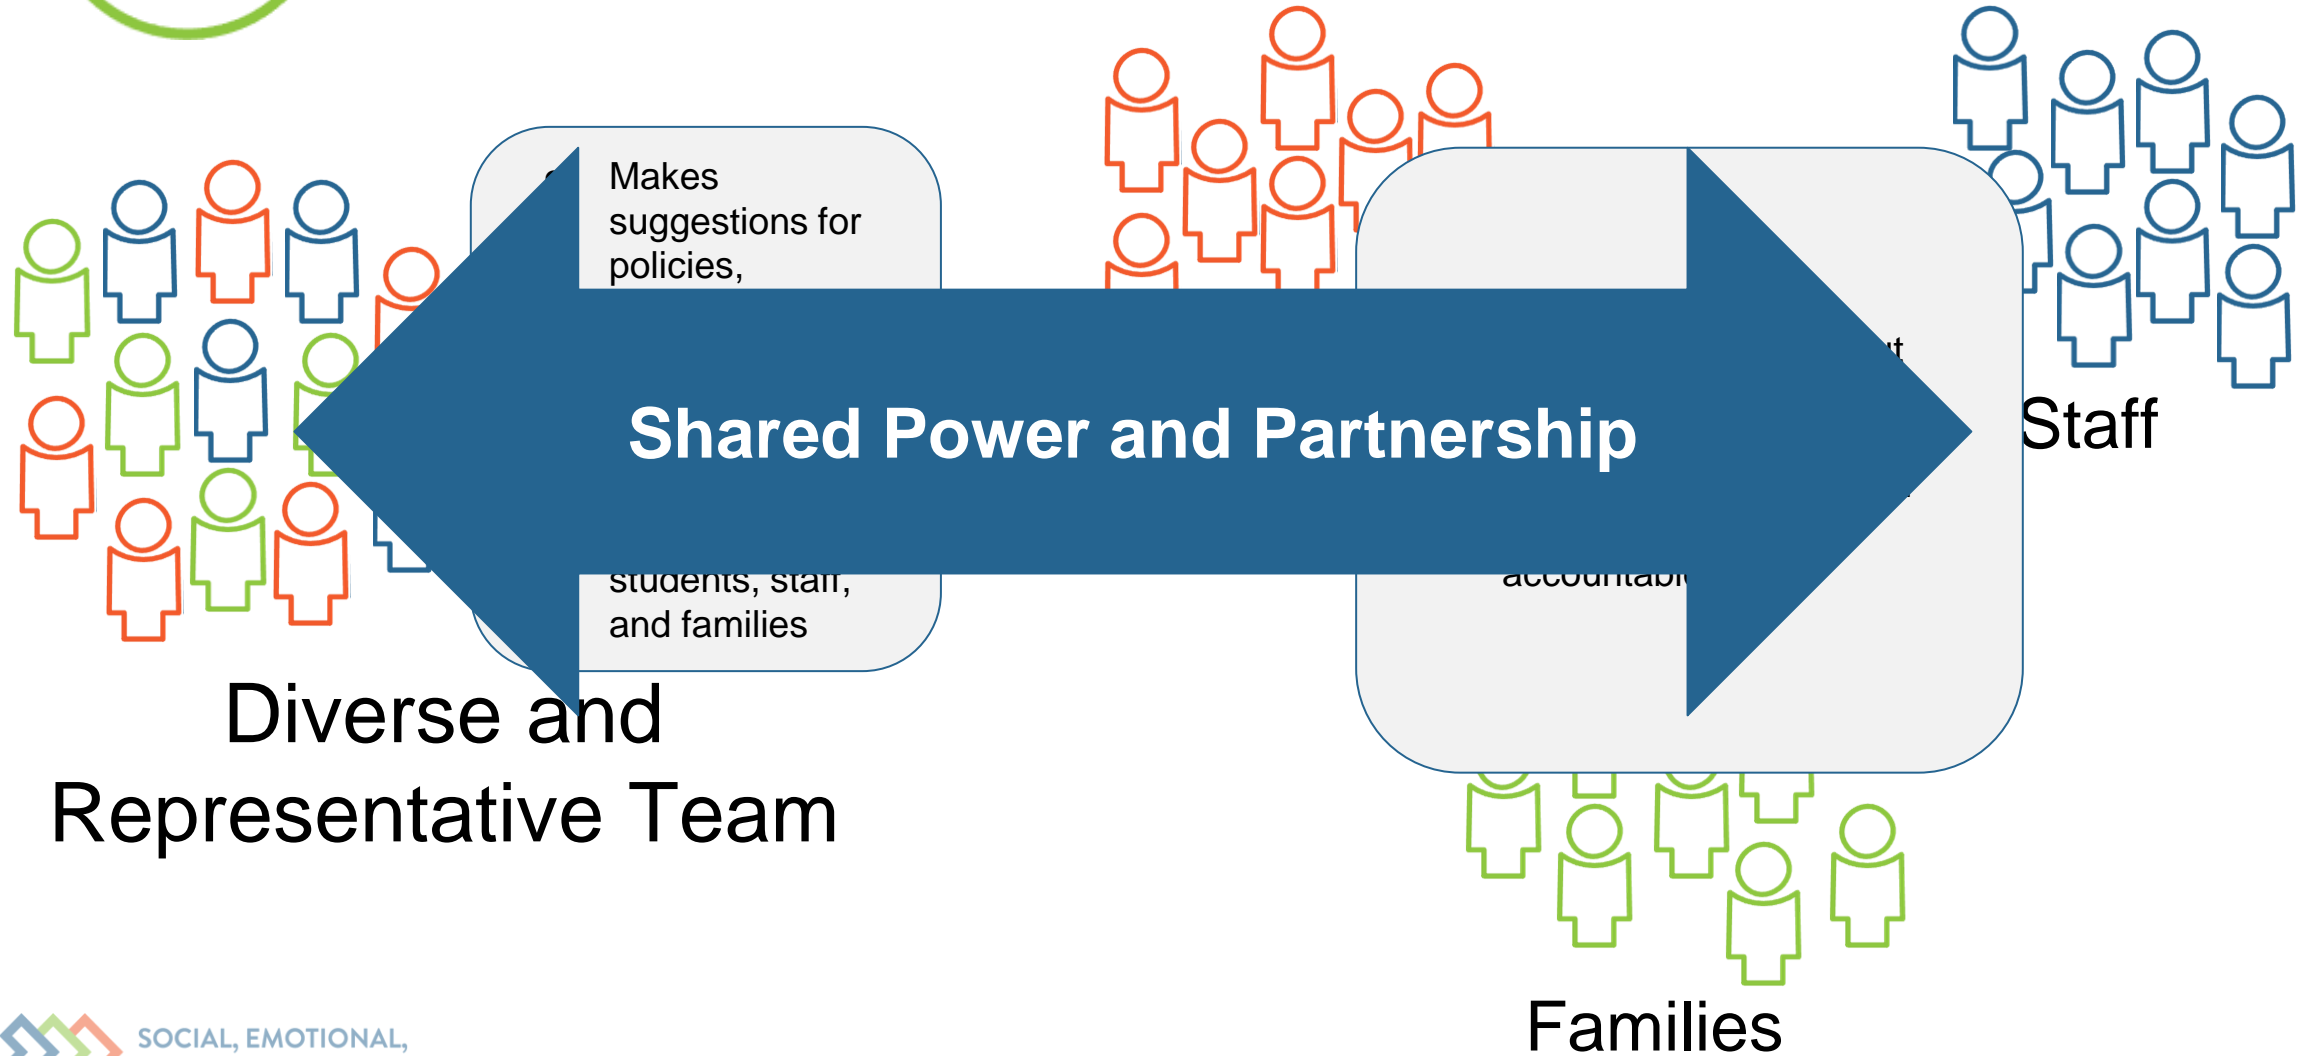 Makes
suggestions for
policies,
students, staff,
and families
Shared Power and Partnership
Staff
Diverse and
Representative Team
Families
SOCIAL, EMOTIONAL,